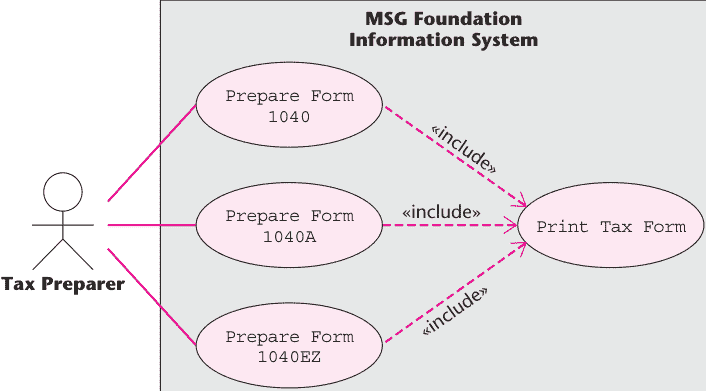 MSG Foundation
Information System
Prepare Form
1040
«include»
Prepare Form
1040A
«include»
Print Tax Form
Tax Preparer
Prepare Form
1040EZ
«include»